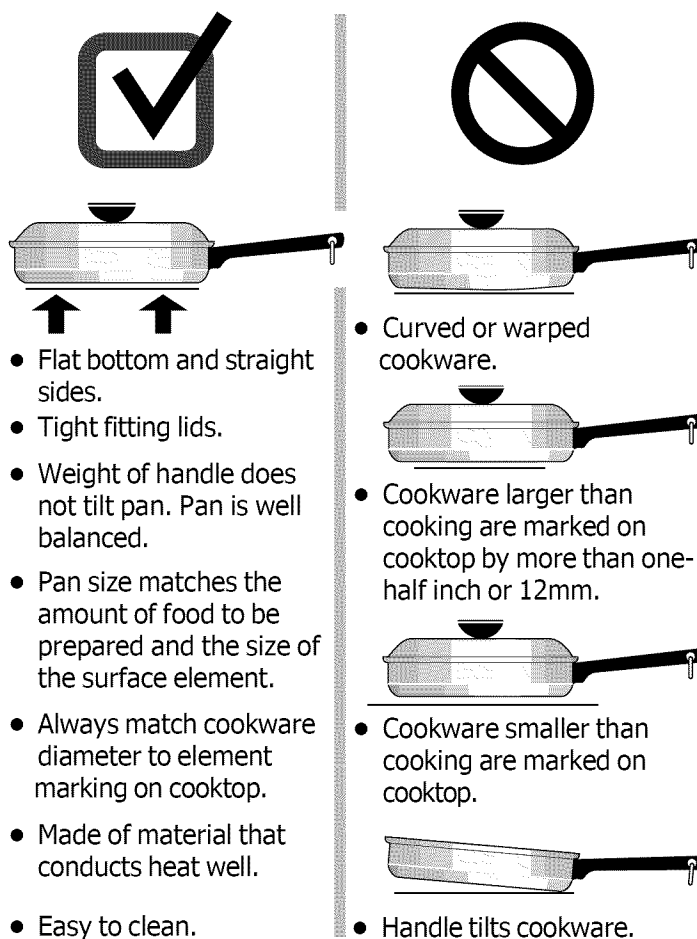 • Flat bottom and straight
sides.
• Tight fitting lids.
• Weight of handle does
not tilt pan. Pan is well
balanced.
• Pan size matches the
amount of food to be
prepared and the size of
the surface element.
• Always match cookware
diameter to element
marking on cooktop.
• Made of material that
conducts heat well.
• Easy to clean.
• Curved or warped
cookware.
• Cookware larger than
cooking are marked on
cooktop by more than one-
half inch or 12mm.
• Cookware smaller than
cooking are marked on
cooktop.
• Handle tilts cookware.